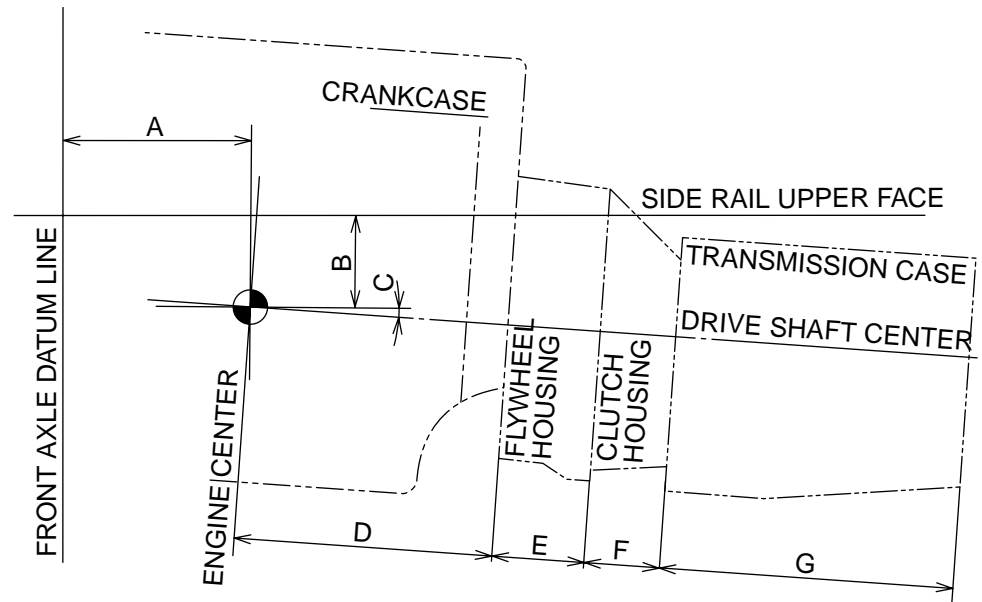 CRANKCASE
A
SIDE RAIL UPPER FACE
B
C
TRANSMISSION CASE
DRIVE SHAFT CENTER
FRONT AXLE DATUM LINE
ENGINE CENTER
FLYWHEEL
HOUSING
CLUTCH
HOUSING
D
E
F
G